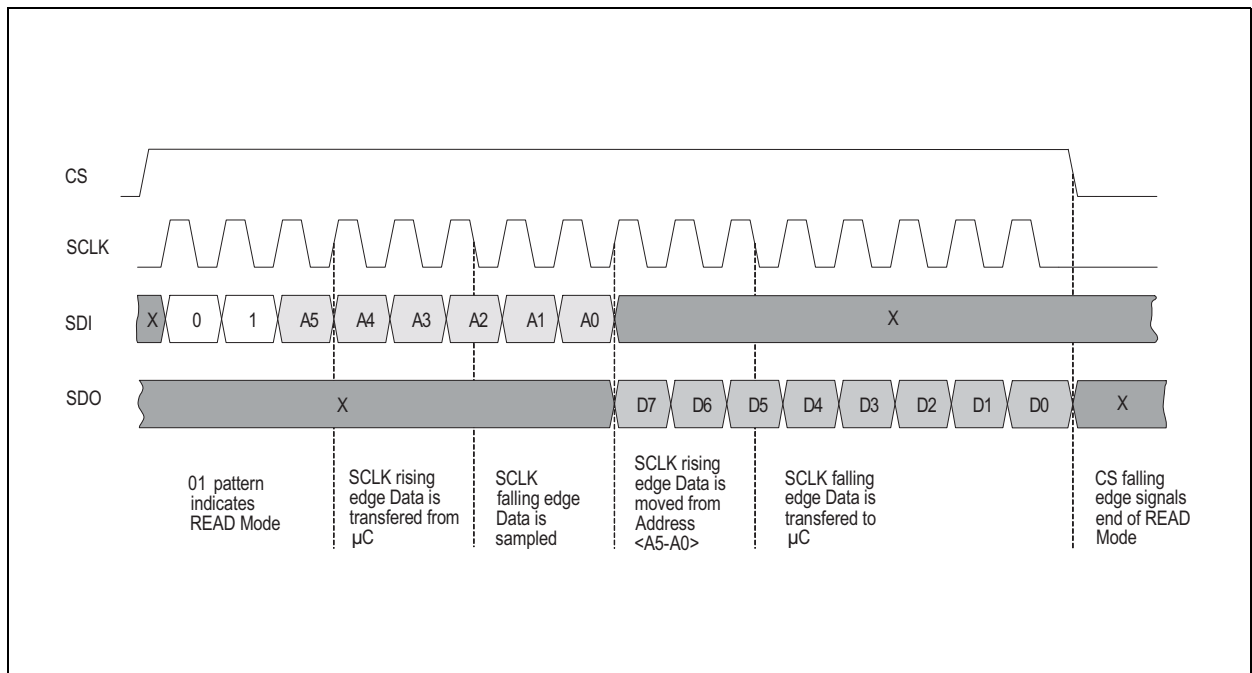 CS
SCLK
SDI
X 0 1 A5 A4 A3 A2 A1 A0 X
SDO
X D7 D6 D5 D4 D3 D2 D1 D0 X
01 pattern
indicates
READ Mode
SCLK rising
edge Data is
transfered from
µC
SCLK
falling edge
Data is
sampled
SCLK rising
edge Data is
moved from
Address
<A5-A0>
SCLK falling
edge Data is
transfered to
µC
CS falling
edge signals
end of READ
Mode